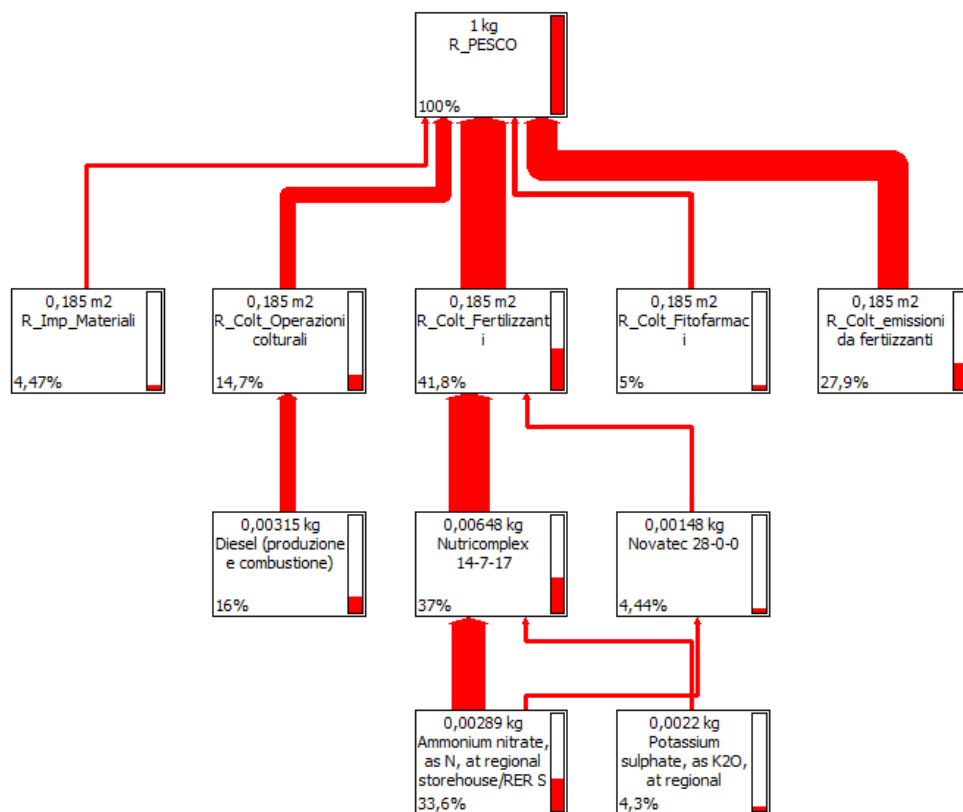 1 kg
R_PESCO
100%
0,185 m2
R_Imp_Materiali
4,47%
0,185 m2
R_Colt_Operazioni
colturali
14,7%
0,185 m2
R_Colt_Fertilizzant
i
41,8%
0,185 m2
R_Colt_Fitofarmac
i
5%
0,185 m2
R_Colt_emissioni
da fertiizzanti
27,9%
0,00315 kg
Diesel (produzione
e combustione)
16%
0,00648 kg
Nutricomplex
14-7-17
37%
0,00148 kg
Novatec 28-0-0
4,44%
0,00289 kg
Ammonium nitrate,
as N, at regional
storehouse/RER S
33,6%
0,0022 kg
Potassium
sulphate, as K2O,
at regional
4,3%